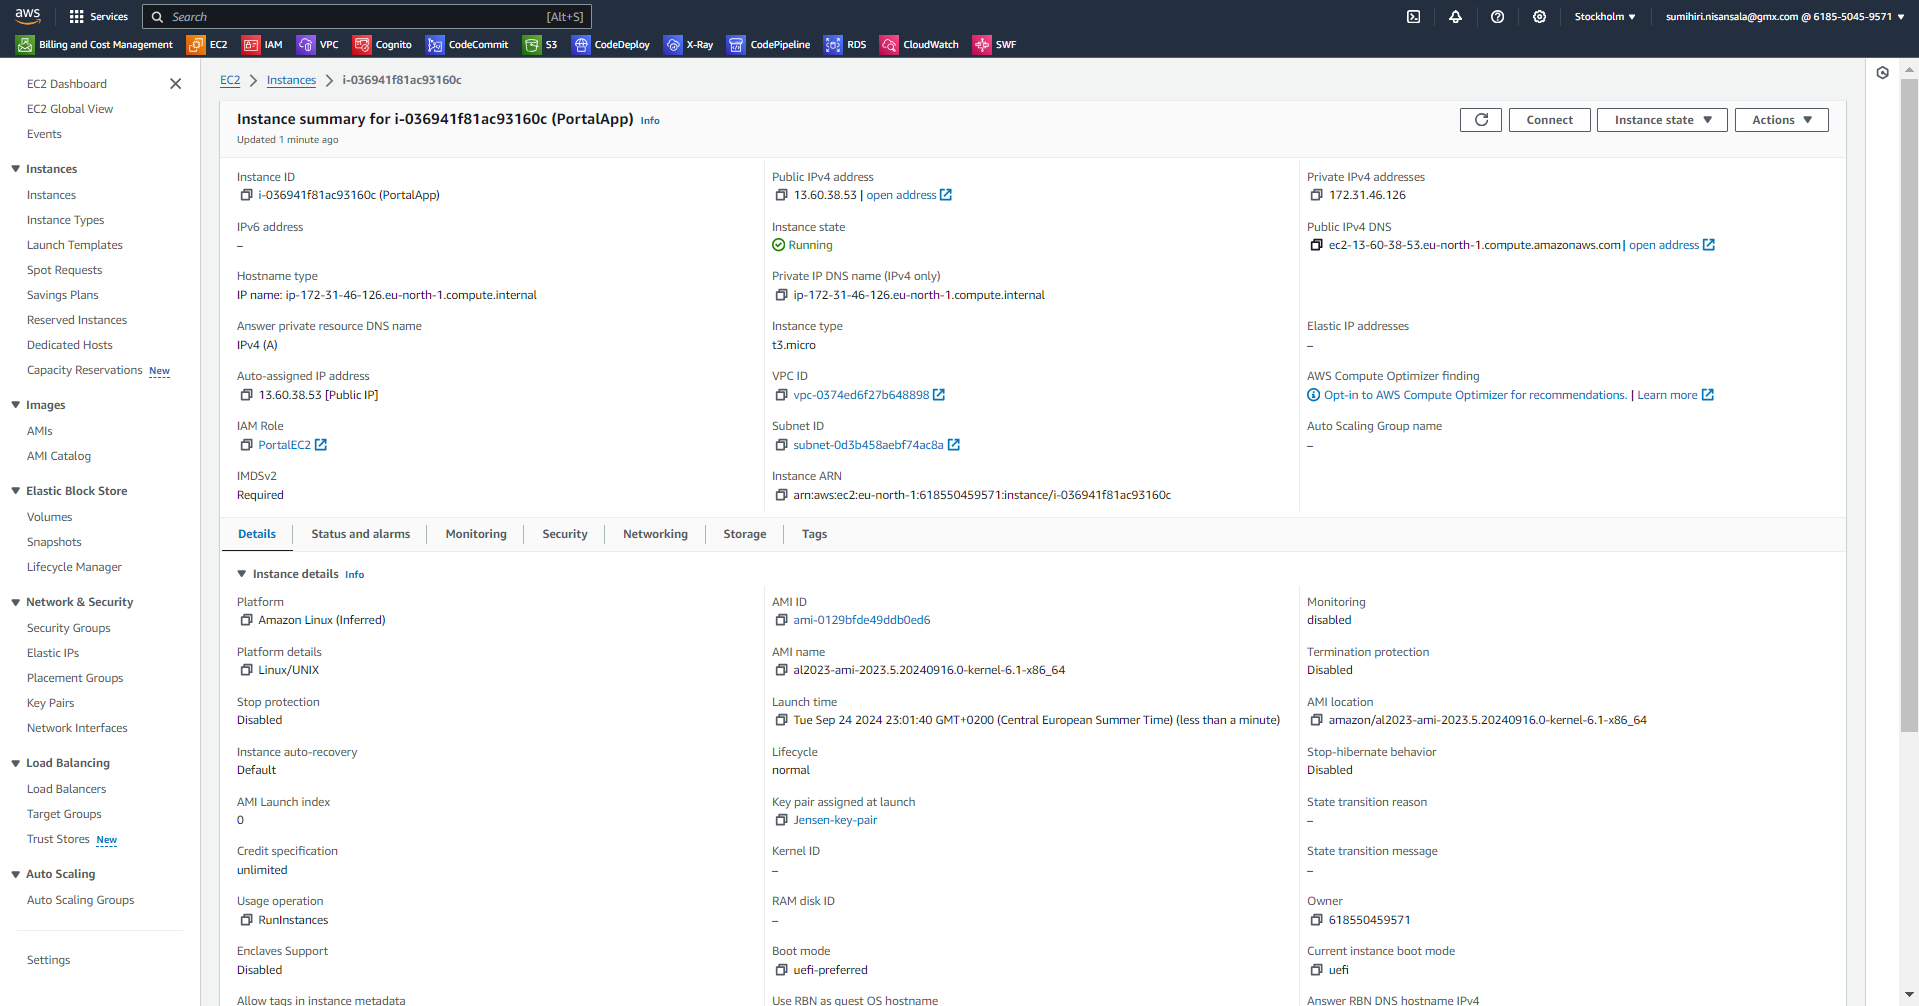 aws
Services
Search
[Alt+S]
Stockholm ▼
sumihiri.nisansala@gmx.com @ 6185-5045-9571 ▼
Billing and Cost Management
EC2
IAM
VPC
Cognito
CodeCommit
S3
CodeDeploy
X-Ray
CodePipeline
RDS
CloudWatch
SWF
EC2 Dashboard
EC2 Global View
Events
Instances
Instances
Instance Types
Launch Templates
Spot Requests
Savings Plans
Reserved Instances
Dedicated Hosts
Capacity Reservations New
Images
AMIs
AMI Catalog
Elastic Block Store
Volumes
Snapshots
Lifecycle Manager
Network & Security
Security Groups
Elastic IPs
Placement Groups
Key Pairs
Network Interfaces
Load Balancing
Load Balancers
Target Groups
Trust Stores New
Auto Scaling
Auto Scaling Groups
Settings
EC2 > Instances > i-036941f81ac93160c
Instance summary for i-036941f81ac93160c (PortalApp) Info
Updated 1 minute ago
Connect
Instance state ▼
Actions ▼
Instance ID
i-036941f81ac93160c (PortalApp)
Public IPv4 address
13.60.38.53 | open address
Private IPv4 addresses
172.31.46.126
IPv6 address
–
Instance state
Running
Public IPv4 DNS
ec2-13-60-38-53.eu-north-1.compute.amazonaws.com | open address
Hostname type
IP name: ip-172-31-46-126.eu-north-1.compute.internal
Private IP DNS name (IPv4 only)
ip-172-31-46-126.eu-north-1.compute.internal
Answer private resource DNS name
IPv4 (A)
Instance type
t3.micro
Elastic IP addresses
–
Auto-assigned IP address
13.60.38.53 [Public IP]
VPC ID
vpc-0374ed6f27b648898
AWS Compute Optimizer finding
Opt-in to AWS Compute Optimizer for recommendations. | Learn more
IAM Role
PortalEC2
Subnet ID
subnet-0d3b458aebf74ac8a
Auto Scaling Group name
–
IMDSv2
Required
Instance ARN
arn:aws:ec2:eu-north-1:618550459571:instance/i-036941f81ac93160c
Details
Status and alarms
Monitoring
Security
Networking
Storage
Tags
Instance details Info
Platform
Amazon Linux (Inferred)
AMI ID
ami-0129bfde49ddb0ed6
Monitoring
disabled
Platform details
Linux/UNIX
AMI name
al2023-ami-2023.5.20240916.0-kernel-6.1-x86_64
Termination protection
Disabled
Stop protection
Disabled
Launch time
Tue Sep 24 2024 23:01:40 GMT+0200 (Central European Summer Time) (less than a minute)
AMI location
amazon/al2023-ami-2023.5.20240916.0-kernel-6.1-x86_64
Instance auto-recovery
Default
Lifecycle
normal
Stop-hibernate behavior
Disabled
AMI Launch index
0
Key pair assigned at launch
Jensen-key-pair
State transition reason
–
Credit specification
unlimited
Kernel ID
–
State transition message
–
Usage operation
RunInstances
RAM disk ID
–
Owner
618550459571
Enclaves Support
Disabled
Boot mode
uefi-preferred
Current instance boot mode
uefi
Allow tags in instance metadata
Use RBN as guest OS hostname
Answer RBN DNS hostname IPv4